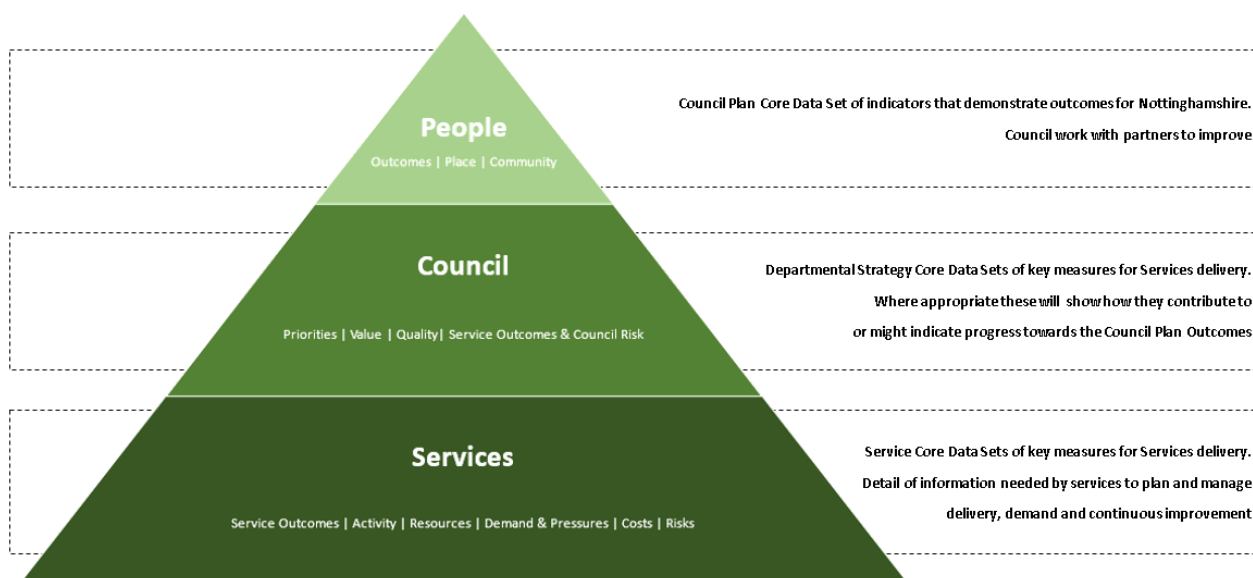 People
Outcomes | Place | Community
Council Plan Core Data Set of indicators that demonstrate outcomes for Nottinghamshire.
Council work with partners to improve
Council
Priorities | Value | Quality| Service Outcomes & Council Risk
Departmental Strategy Core Data Sets of key measures for Services delivery.
Where appropriate these will show how they contribute to
or might indicate progress towards the Council Plan Outcomes
Services
Service Outcomes | Activity | Resources | Demand & Pressures | Costs | Risks
Service Core Data Sets of key measures for Services delivery.
Detail of information needed by services to plan and manage
delivery, demand and continuous improvement